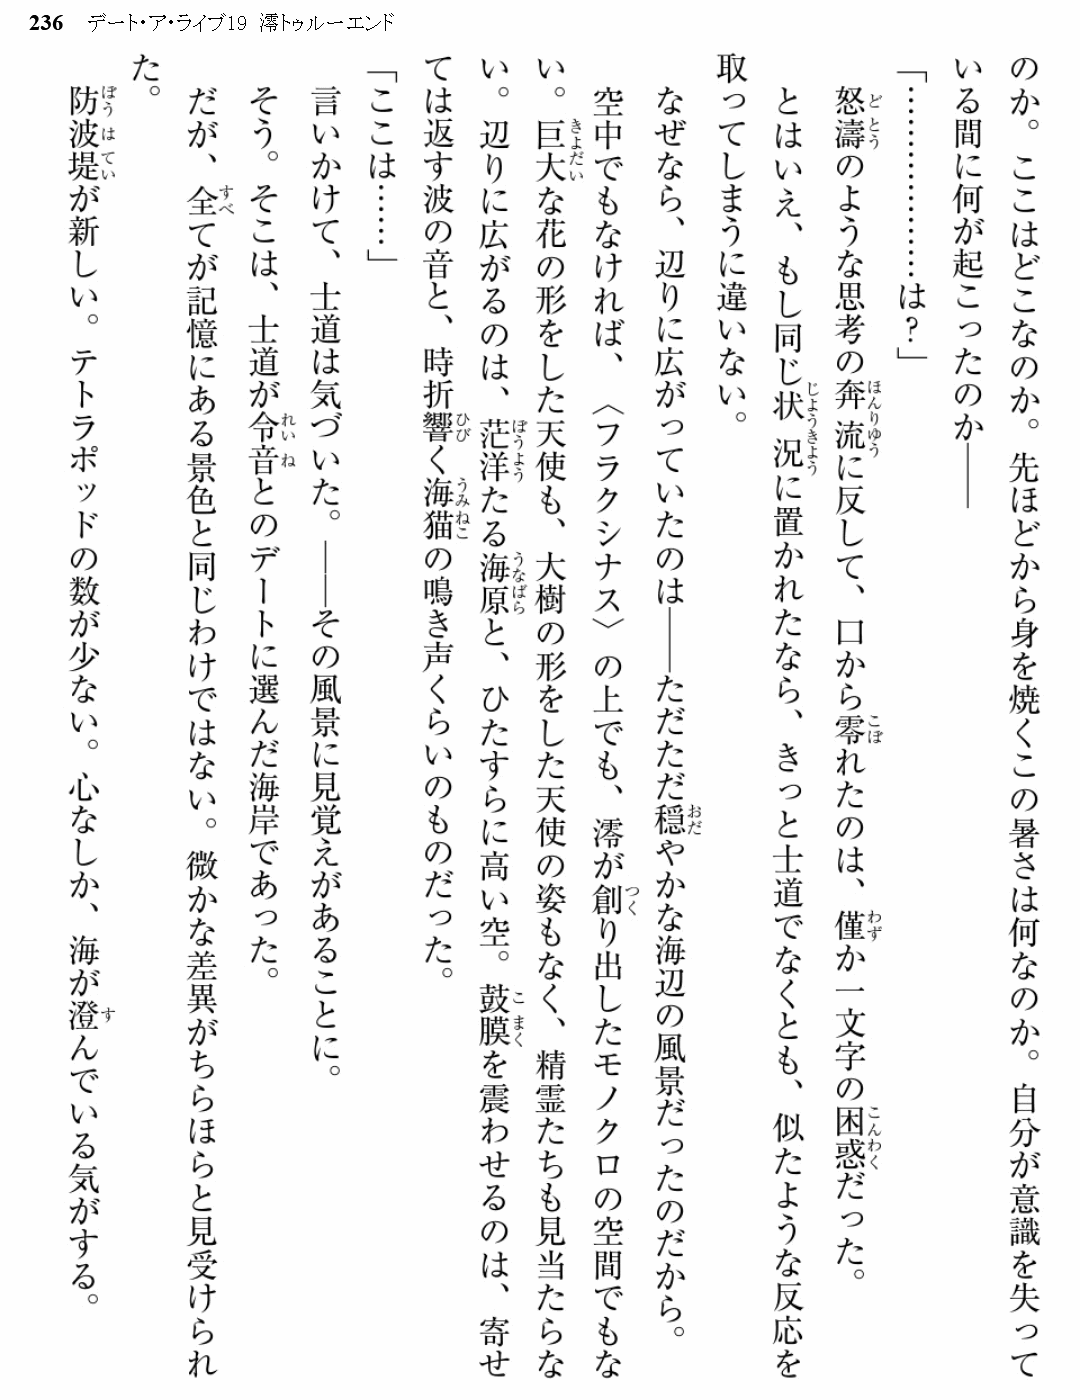 236 デート・ア・ライブ19 澪トゥルーエンド
のか。ここはどこなのか。先ほどから身を焼くこの暑さは何なのか。自分が意識を失って
いる間に何が起こったのか――
「………………は？」
怒濤のような思考の奔流に反して、口から零れたのは、僅か一文字の困惑だった。
とはいえ、もし同じ状況に置かれたなら、きっと士道でなくとも、似たような反応を
取ってしまうに違いない。
なぜなら、辺りに広がっていたのは――ただただ穏やかな海辺の風景だったのだから。
空中でもなければ、〈フラクシナス〉の上でも、澪が創り出したモノクロの空間でもな
い。巨大な花の形をした天使も、大樹の形をした天使の姿もなく、精霊たちも見当たらな
い。辺りに広がるのは、茫洋たる海原と、ひたすらに高い空。鼓膜を震わせるのは、寄せ
ては返す波の音と、時折響く海猫の鳴き声くらいのものだった。
「ここは……」
言いかけて、士道は気づいた。――その風景に見覚えがあることに。
そう。そこは、士道が令音とのデートに選んだ海岸であった。
だが、全てが記憶にある景色と同じわけではない。微かな差異がちらほらと見受けられ
た。
防波堤が新しい。テトラポッドの数が少ない。心なしか、海が澄んでいる気がする。